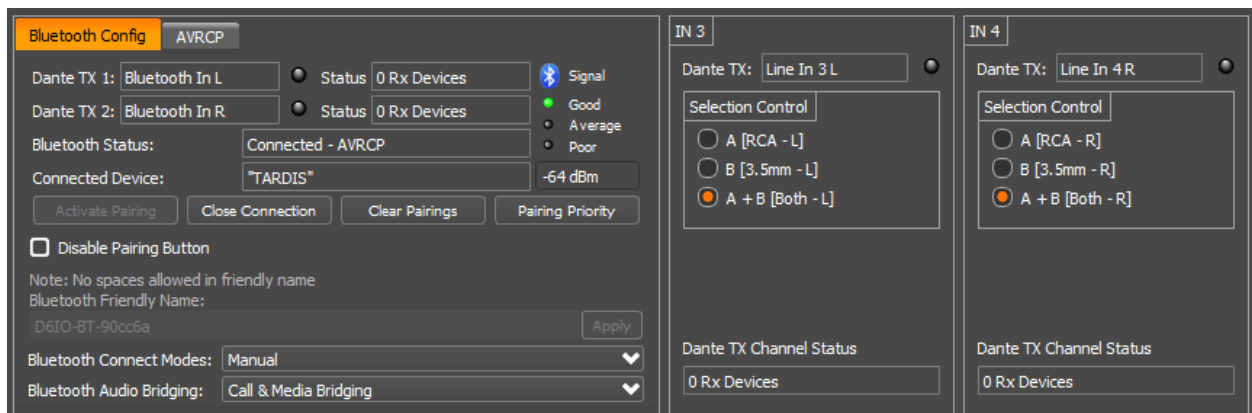 Bluetooth Config AVRCP
Dante TX 1: Bluetooth In L Status 0 Rx Devices Signal
Dante TX 2: Bluetooth In R Status 0 Rx Devices Good
Average
Bluetooth Status: Connected - AVRCP Poor
Connected Device: "TARDIS" -64 dBm
Activate Pairing Close Connection Clear Pairings Pairing Priority
Disable Pairing Button
Note: No spaces allowed in friendly name
Bluetooth Friendly Name:
D6IO-BT-90cc6a Apply
Bluetooth Connect Modes: Manual
Bluetooth Audio Bridging: Call & Media Bridging
IN 3
Dante TX: Line In 3 L
Selection Control
A [RCA - L]
B [3.5mm - L]
A + B [Both - L]
Dante TX Channel Status
0 Rx Devices
IN 4
Dante TX: Line In 4 R
Selection Control
A [RCA - R]
B [3.5mm - R]
A + B [Both - R]
Dante TX Channel Status
0 Rx Devices